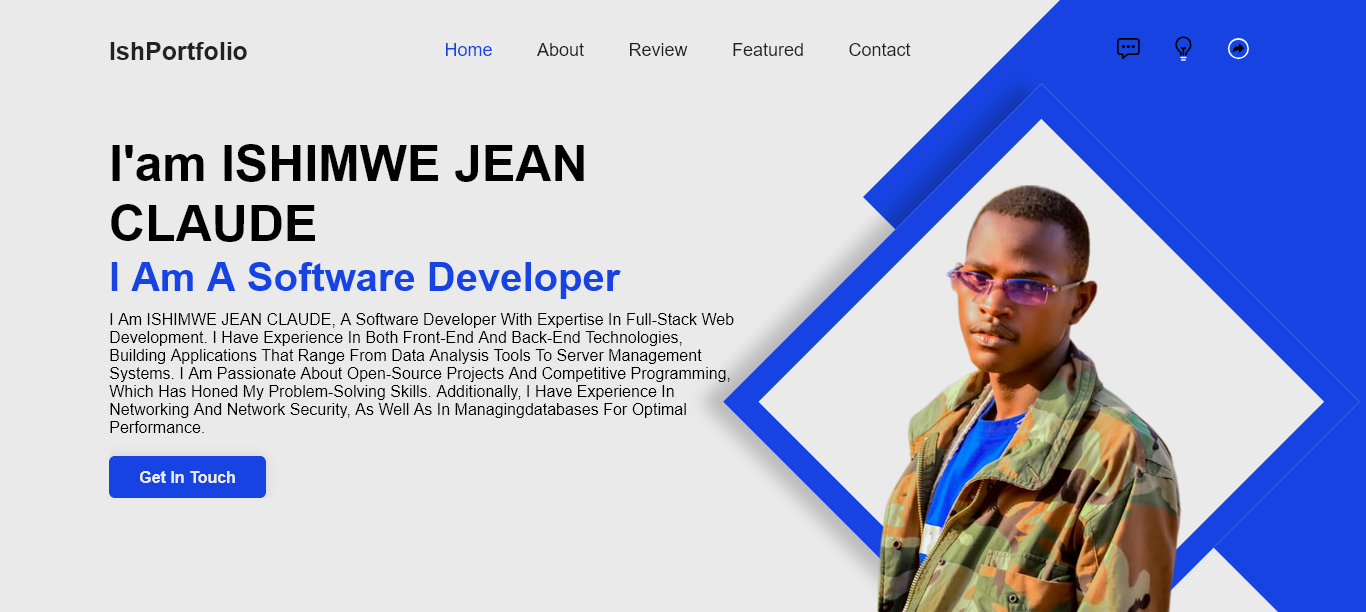 IshPortfolio
Home About Review Featured Contact
I'am ISHIMWE JEAN
CLAUDE
I Am A Software Developer
I Am ISHIMWE JEAN CLAUDE, A Software Developer With Expertise In Full-Stack Web
Development. I Have Experience In Both Front-End And Back-End Technologies,
Building Applications That Range From Data Analysis Tools To Server Management
Systems. I Am Passionate About Open-Source Projects And Competitive Programming,
Which Has Honed My Problem-Solving Skills. Additionally, I Have Experience In
Networking And Network Security, As Well As In Managingdatabases For Optimal
Performance.
Get In Touch